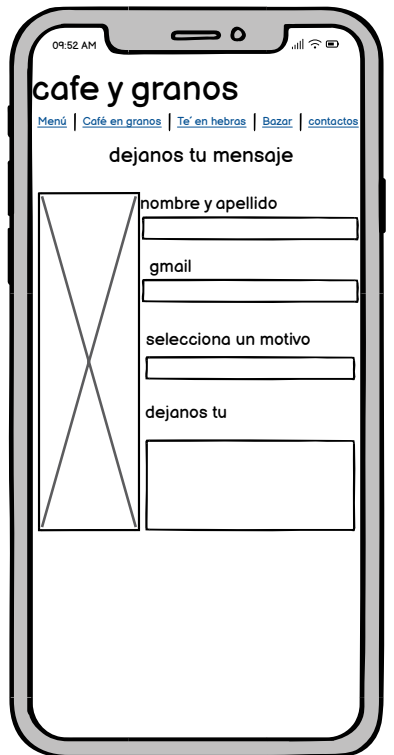 09:52 AM
cafe y granos
Menú | Café en granos | Te´ en hebras | Bazar | contactos
dejanos tu mensaje
nombre y apellido
gmail
selecciona un motivo
dejanos tu